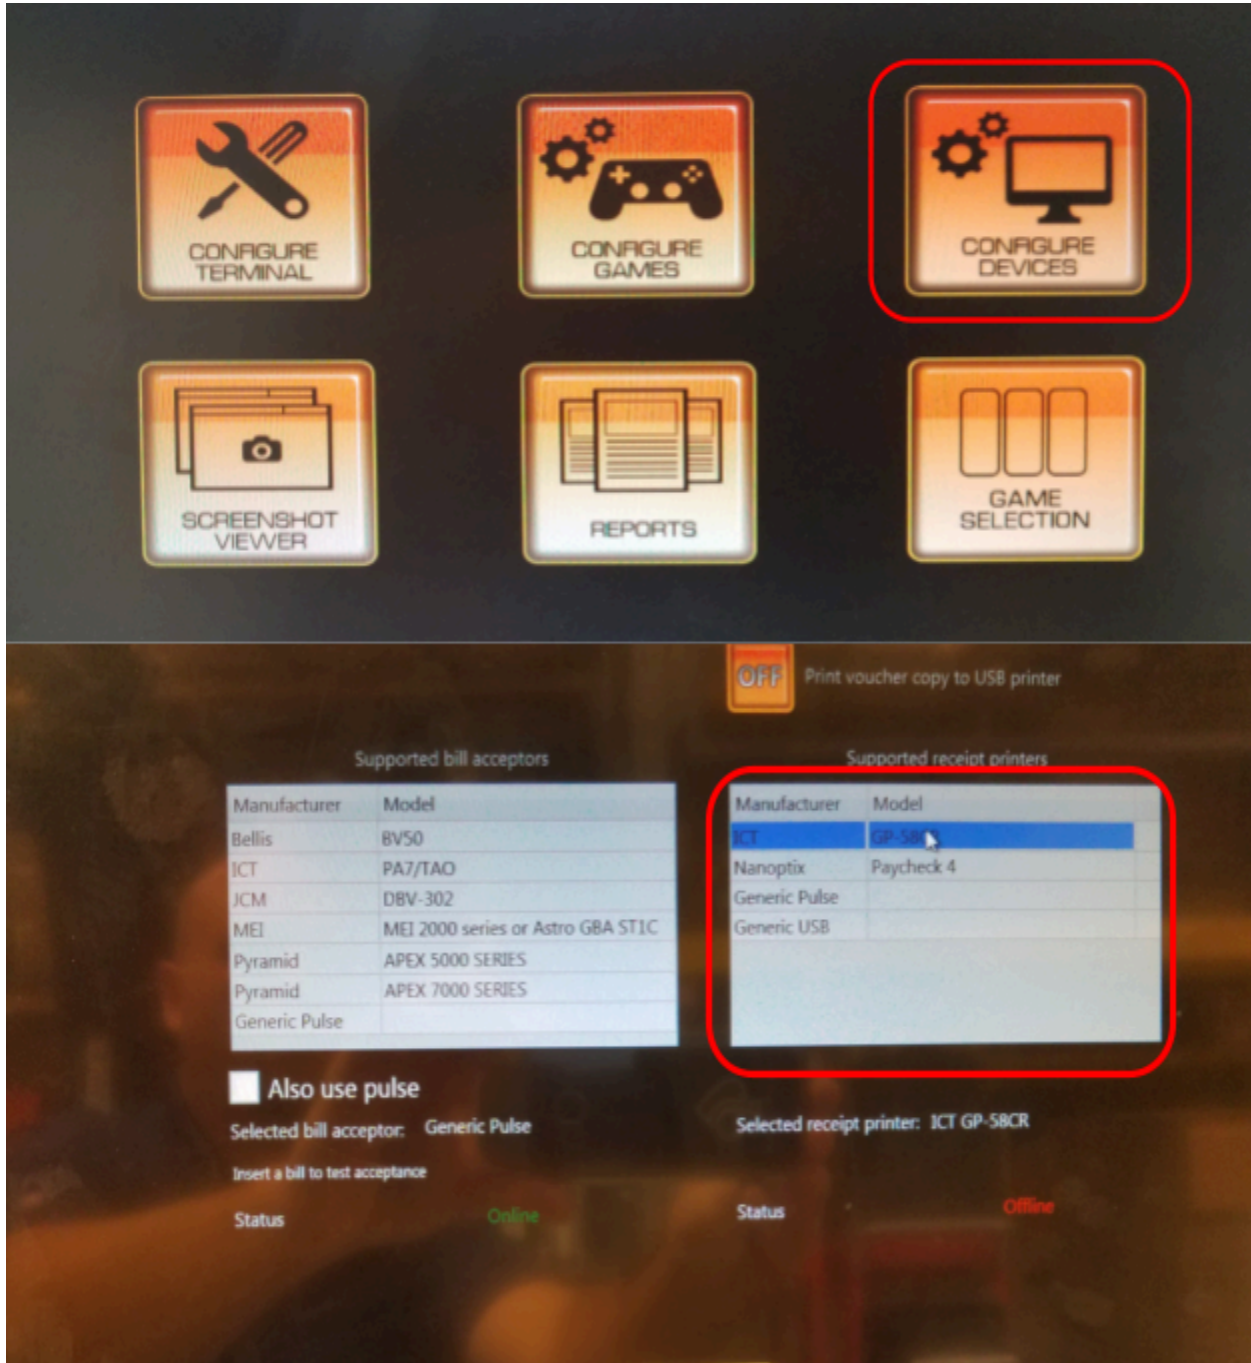 CONFIGURE
TERMINAL
CONFIGURE
GAMES
CONFIGURE
DEVICES
SCREENSHOT
VIEWER
REPORTS
GAME
SELECTION
OFF Print voucher copy to USB printer
Supported bill acceptors
Manufacturer Model
Bellis BV50
ICT PA7/TAO
JCM DBV-302
MEI MEI 2000 series or Astro GBA ST1C
Pyramid APEX 5000 SERIES
Pyramid APEX 7000 SERIES
Generic Pulse
Also use pulse
Selected bill acceptor: Generic Pulse
Insert a bill to test acceptance
Status Online
Supported receipt printers
Manufacturer Model
ICT GP-58CR
Nanoptix Paycheck 4
Generic Pulse
Generic USB
Selected receipt printer: ICT GP-58CR
Status Offline